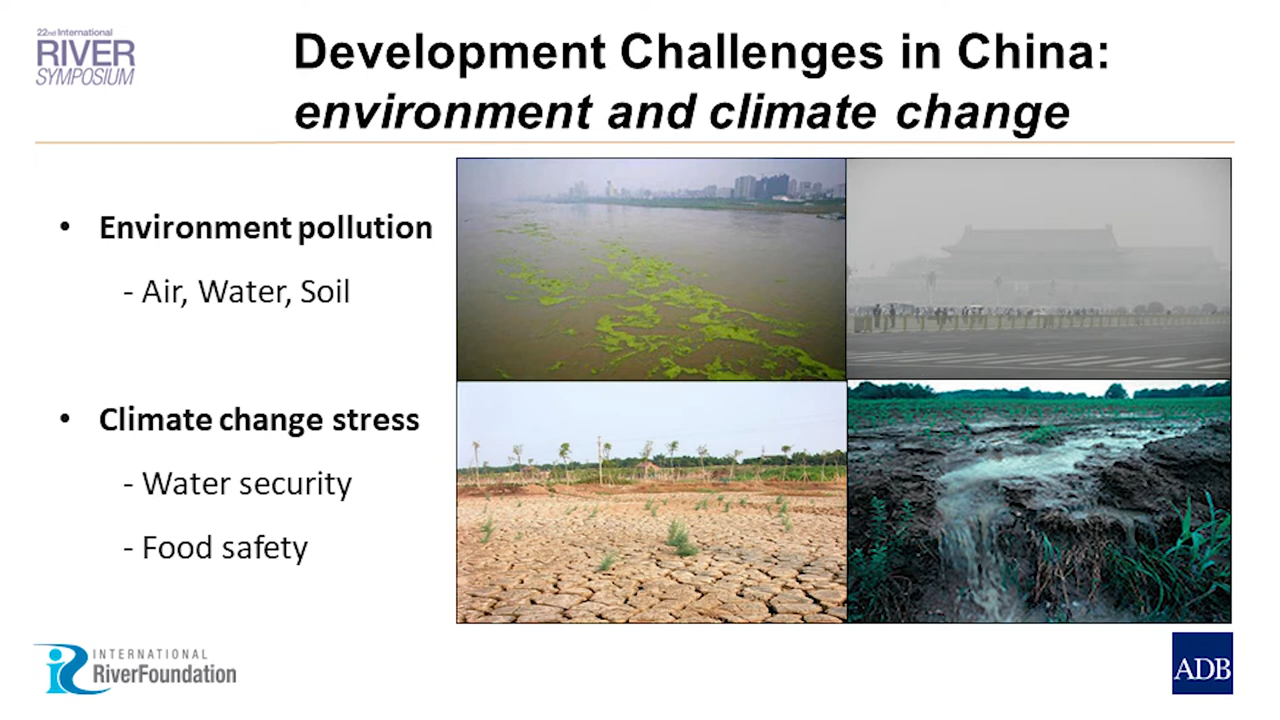 22nd International
RIVER
SYMPOSIUM
Development Challenges in China:
environment and climate change
• Environment pollution
- Air, Water, Soil
• Climate change stress
- Water security
- Food safety
INTERNATIONAL
RiverFoundation
ADB